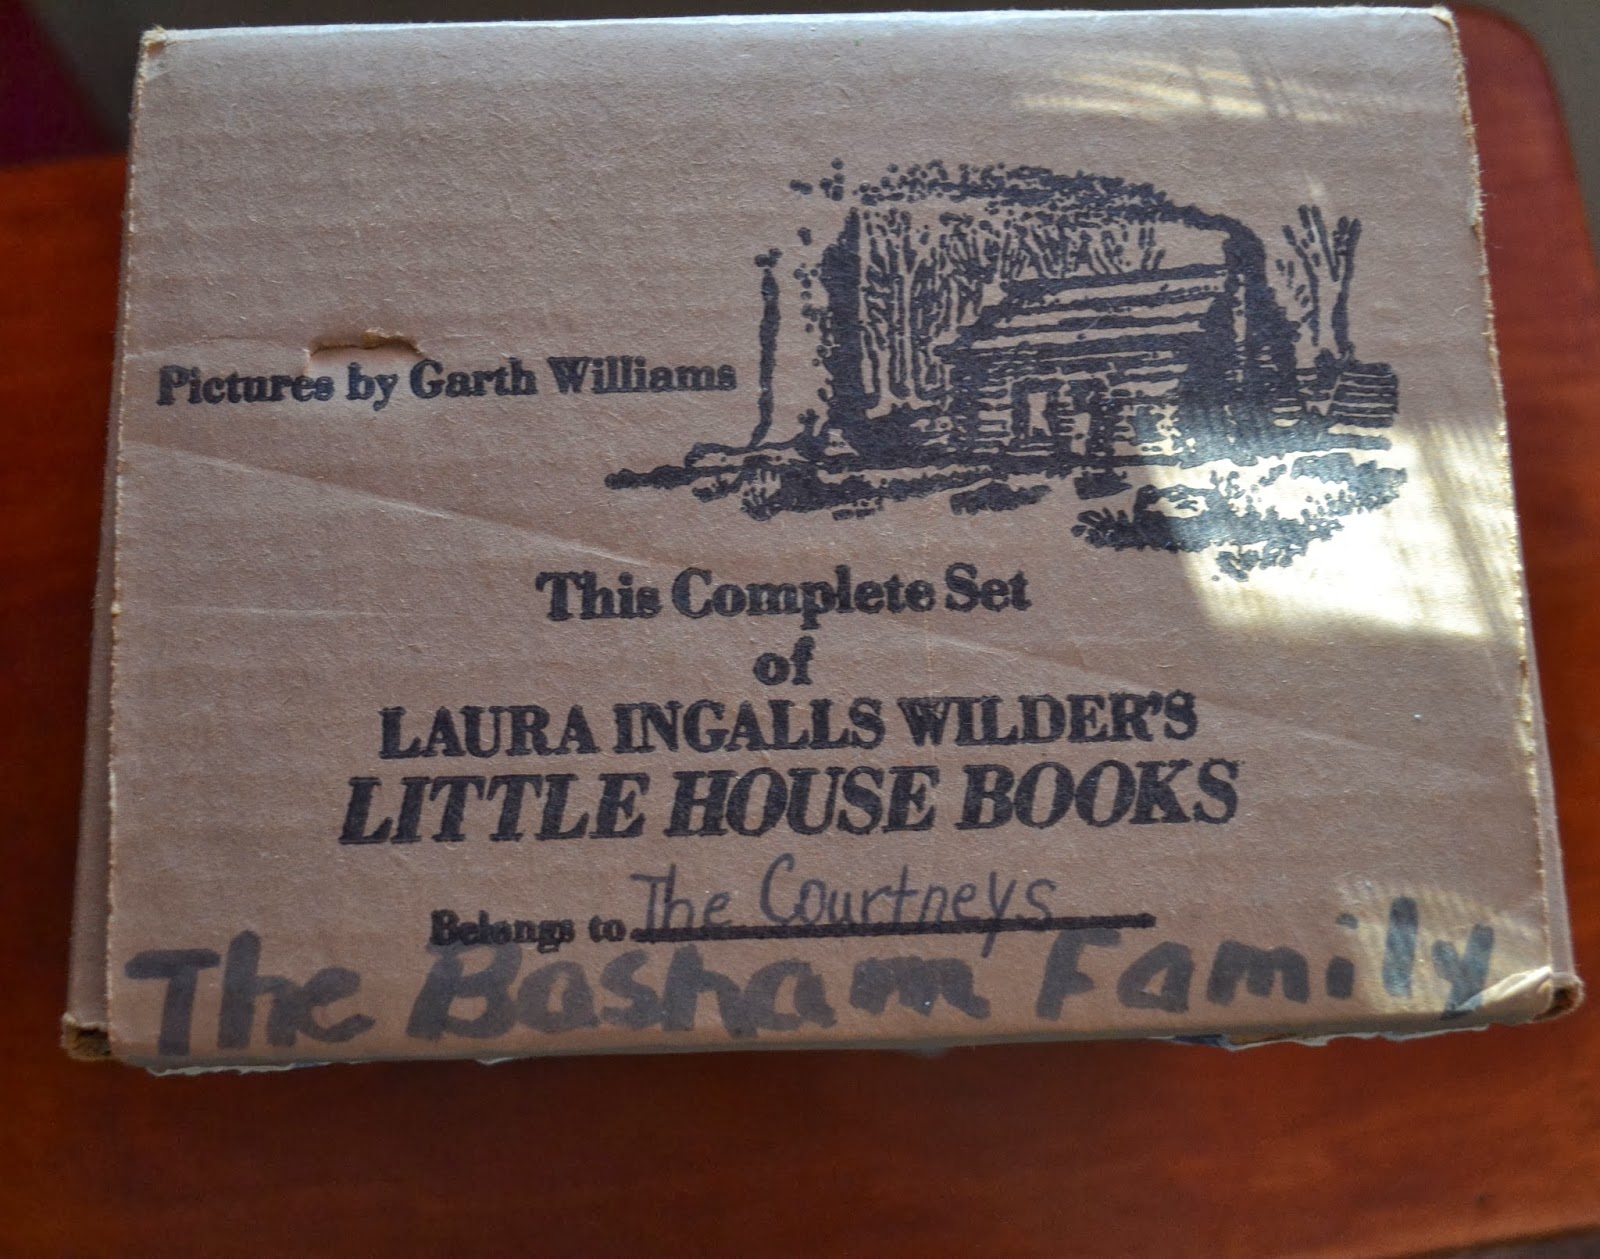 Pictures by Garth Williams
This Complete Set
of
LAURA INGALLS WILDER'S
LITTLE HOUSE BOOKS
Belongs to The Courtneys
The Basham Family